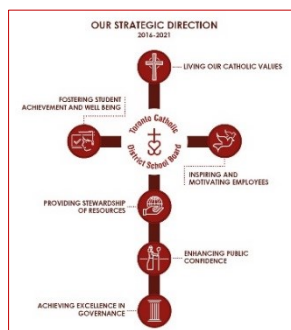 OUR STRATEGIC DIRECTION
2016-2021
LIVING OUR CATHOLIC VALUES
FOSTERING STUDENT
ACHIEVEMENT AND WELL BEING
Toronto Catholic
District School Board
INSPIRING AND
MOTIVATING EMPLOYEES
PROVIDING STEWARDSHIP
OF RESOURCES
ENHANCING PUBLIC
CONFIDENCE
ACHIEVING EXCELLENCE IN
GOVERNANCE